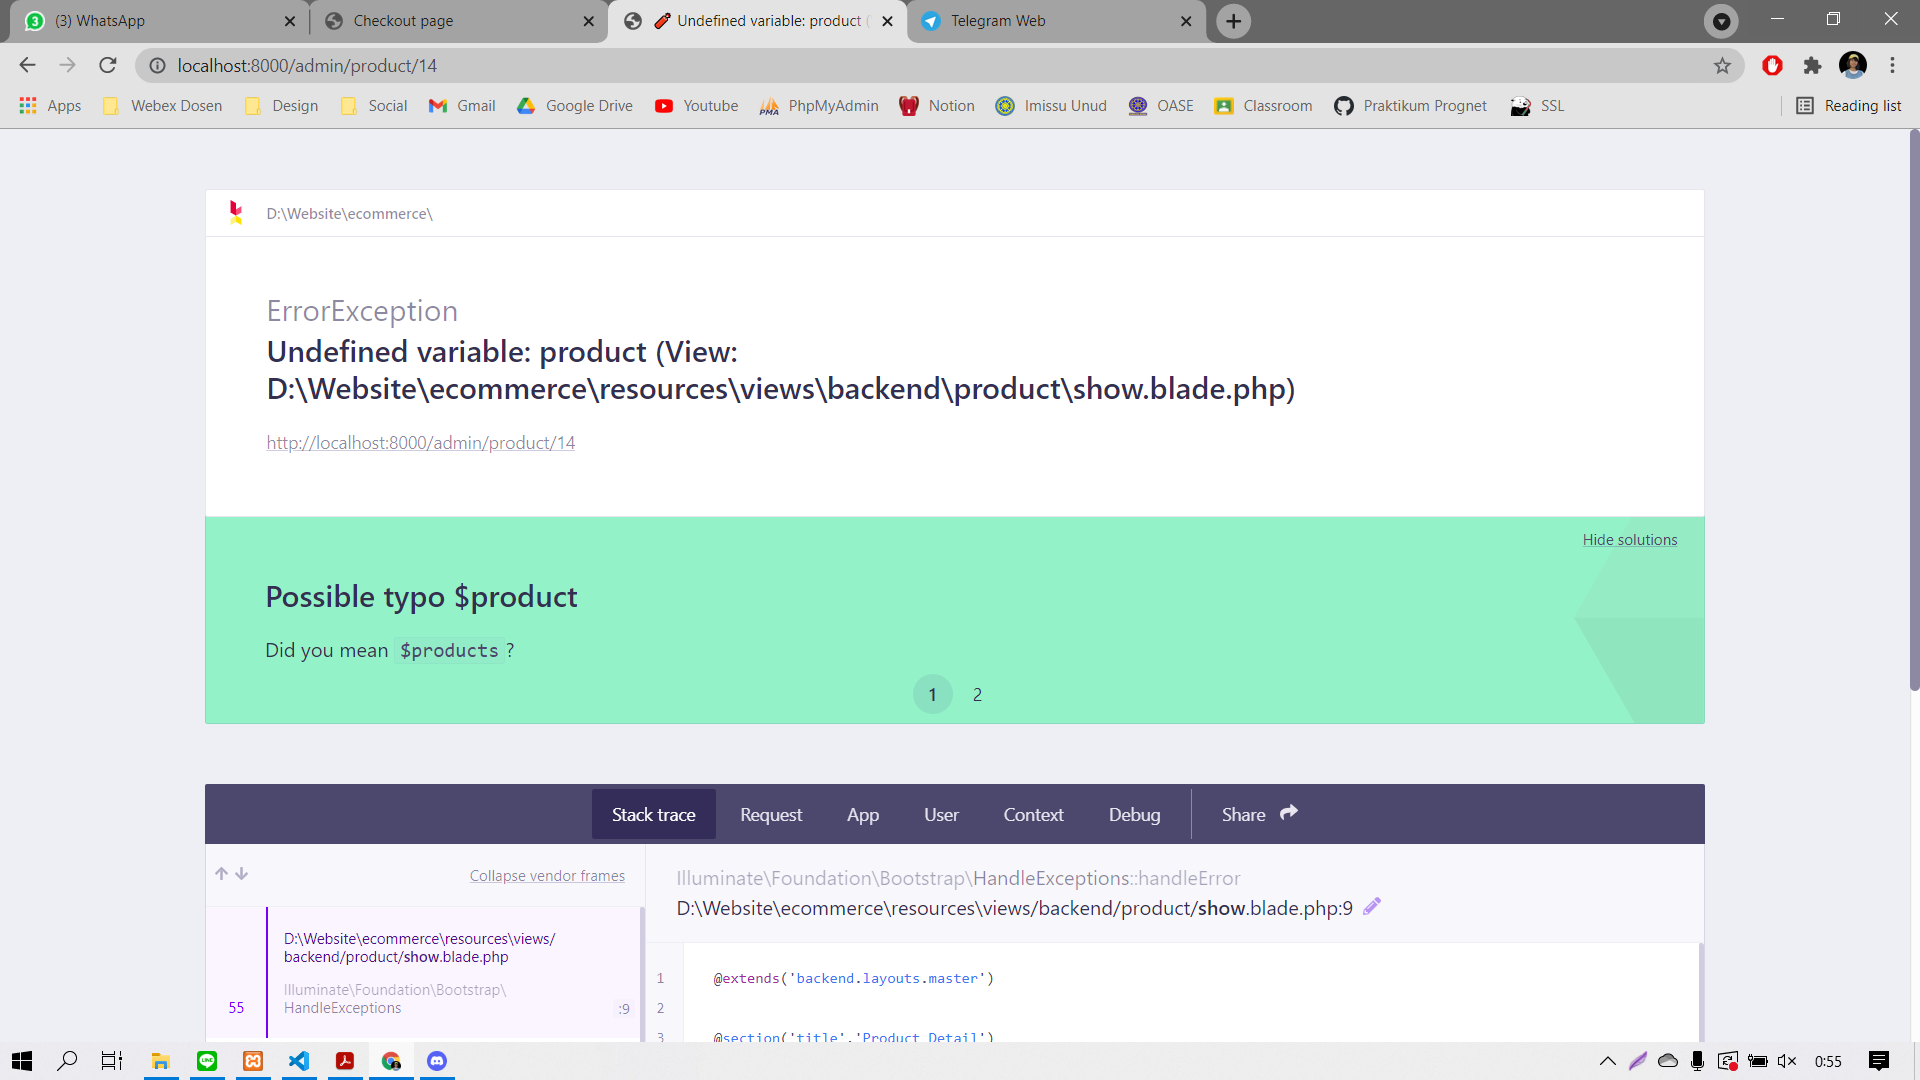 (3) WhatsApp
Checkout page
Undefined variable: product (
Telegram Web
localhost:8000/admin/product/14
Apps
Webex Dosen
Design
Social
Gmail
Google Drive
Youtube
PhpMyAdmin
Notion
Imissu Unud
OASE
Classroom
Praktikum Prognet
SSL
Reading list
D:\Website\ecommerce\
ErrorException
Undefined variable: product (View:
D:\Website\ecommerce\resources\views\backend\product\show.blade.php)
http://localhost:8000/admin/product/14
Hide solutions
Possible typo $product
Did you mean $products ?
1 2
Stack trace
Request
App
User
Context
Debug
Share
Collapse vendor frames
Illuminate\Foundation\Bootstrap\HandleExceptions::handleError
D:\Website\ecommerce\resources\views/backend/product/show.blade.php:9
D:\Website\ecommerce\resources\views/
backend/product/show.blade.php
Illuminate\Foundation\Bootstrap\
55 HandleExceptions :9
1 @extends('backend.layouts.master')
2
3 @section('title','Product Detail')
0:55